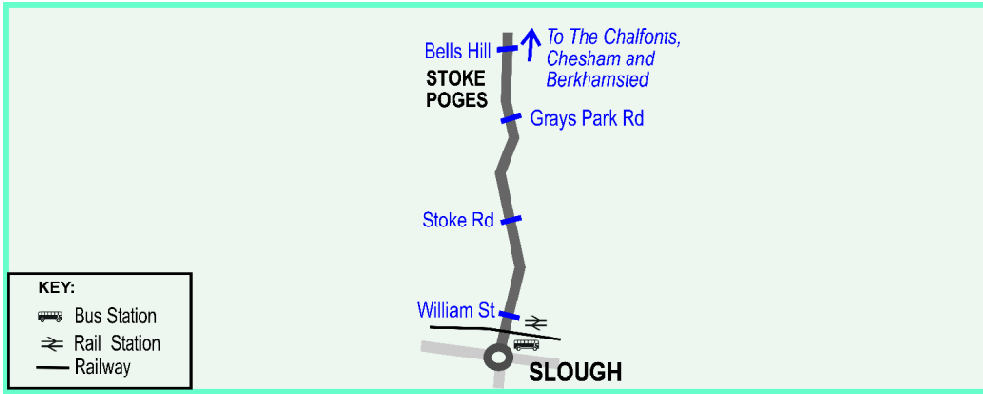 Bells Hill
To The Chalfonts,
Chesham and
Berkhamsted
STOKE
POGES
Grays Park Rd
Stoke Rd
William St
SLOUGH
KEY:
Bus Station
Rail Station
Railway